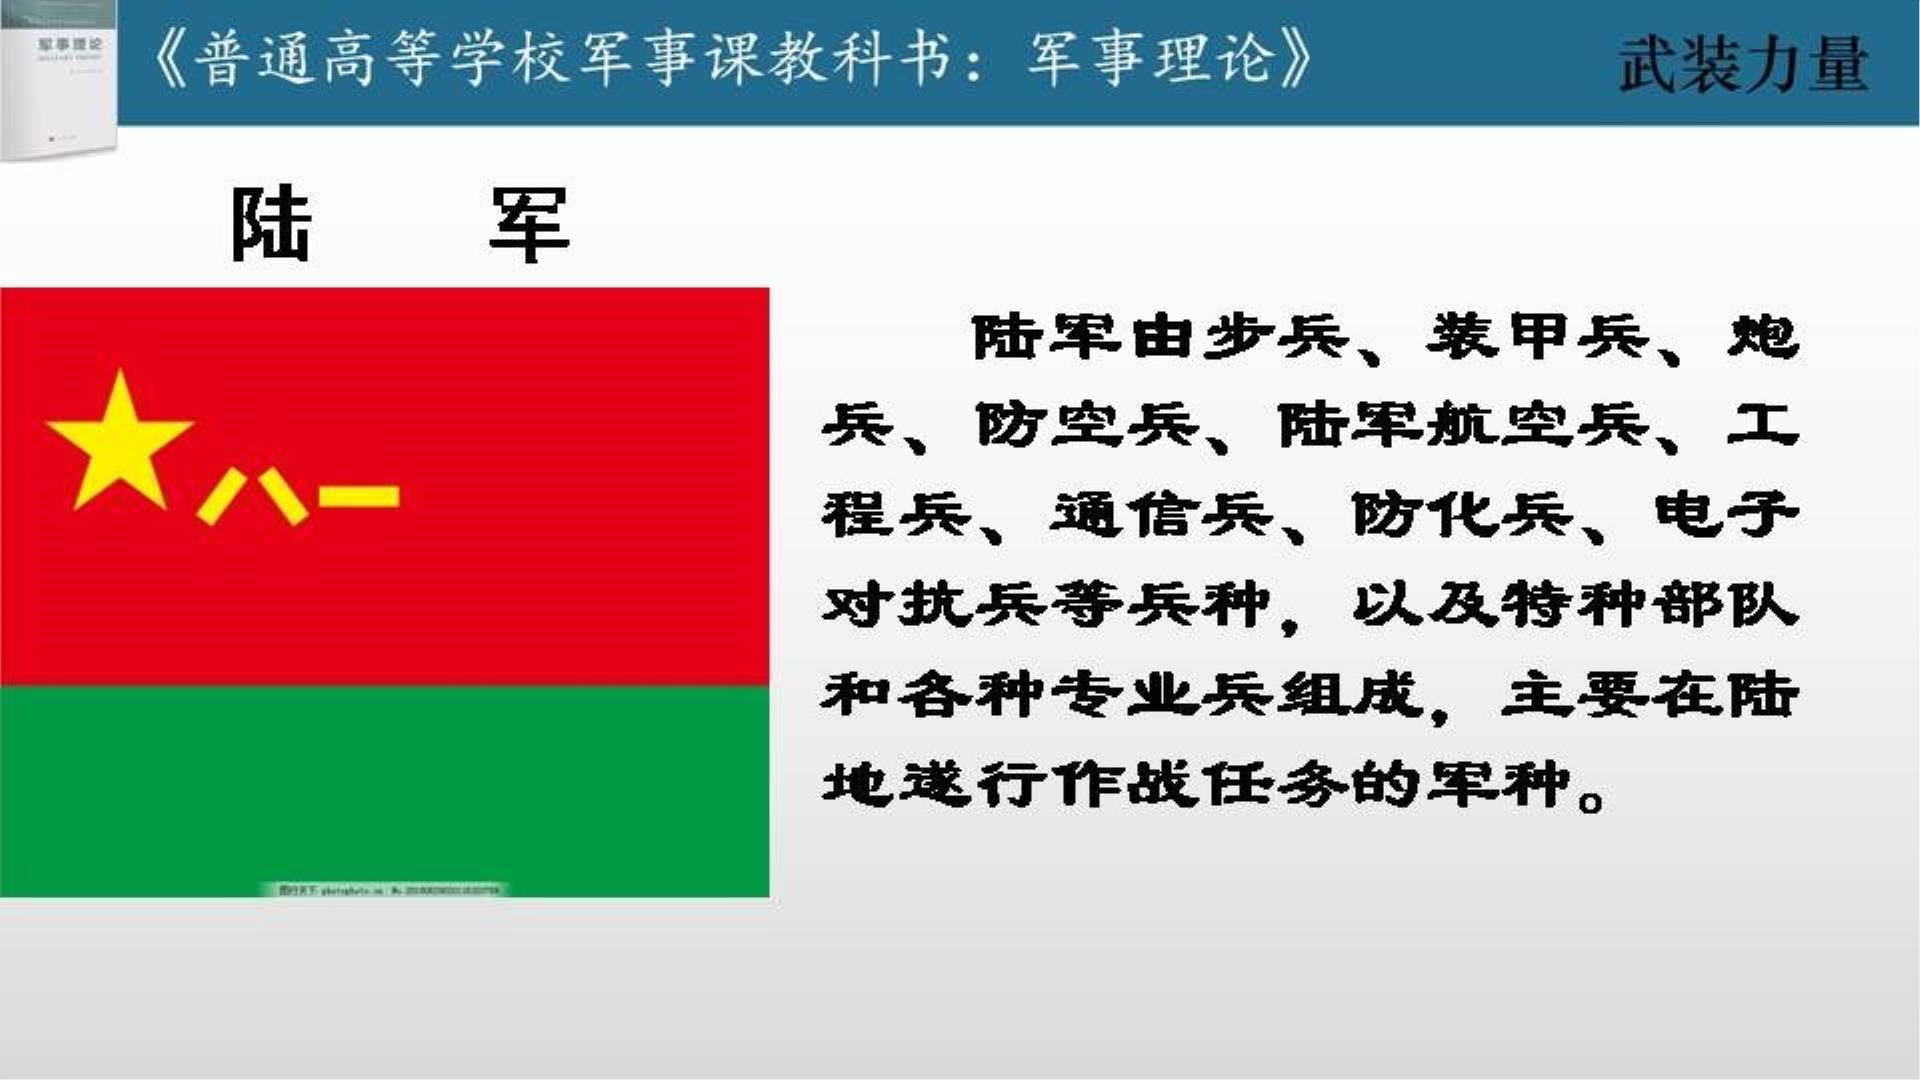 军事理论
《普通高等学校军事课教科书：军事理论》
武装力量
陆 军
八一
陆军由步兵、装甲兵、炮
兵、防空兵、陆军航空兵、工
程兵、通信兵、防化兵、电子
对抗兵等兵种，以及特种部队
和各种专业兵组成，主要在陆
地遂行作战任务的军种。